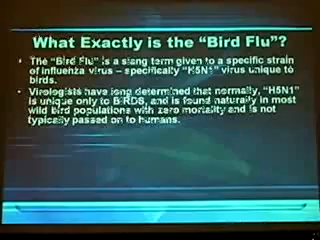 What Exactly is the “Bird Flu”?
• The “Bird Flu” is a slang term given to a specific strain
of influenza virus – specifically “H5N1” virus unique to
birds.
• Virologists have long determined that normally, “H5N1”
is unique only to BIRDS, and is found naturally in most
wild bird populations with zero mortality and is not
typically passed on to humans.